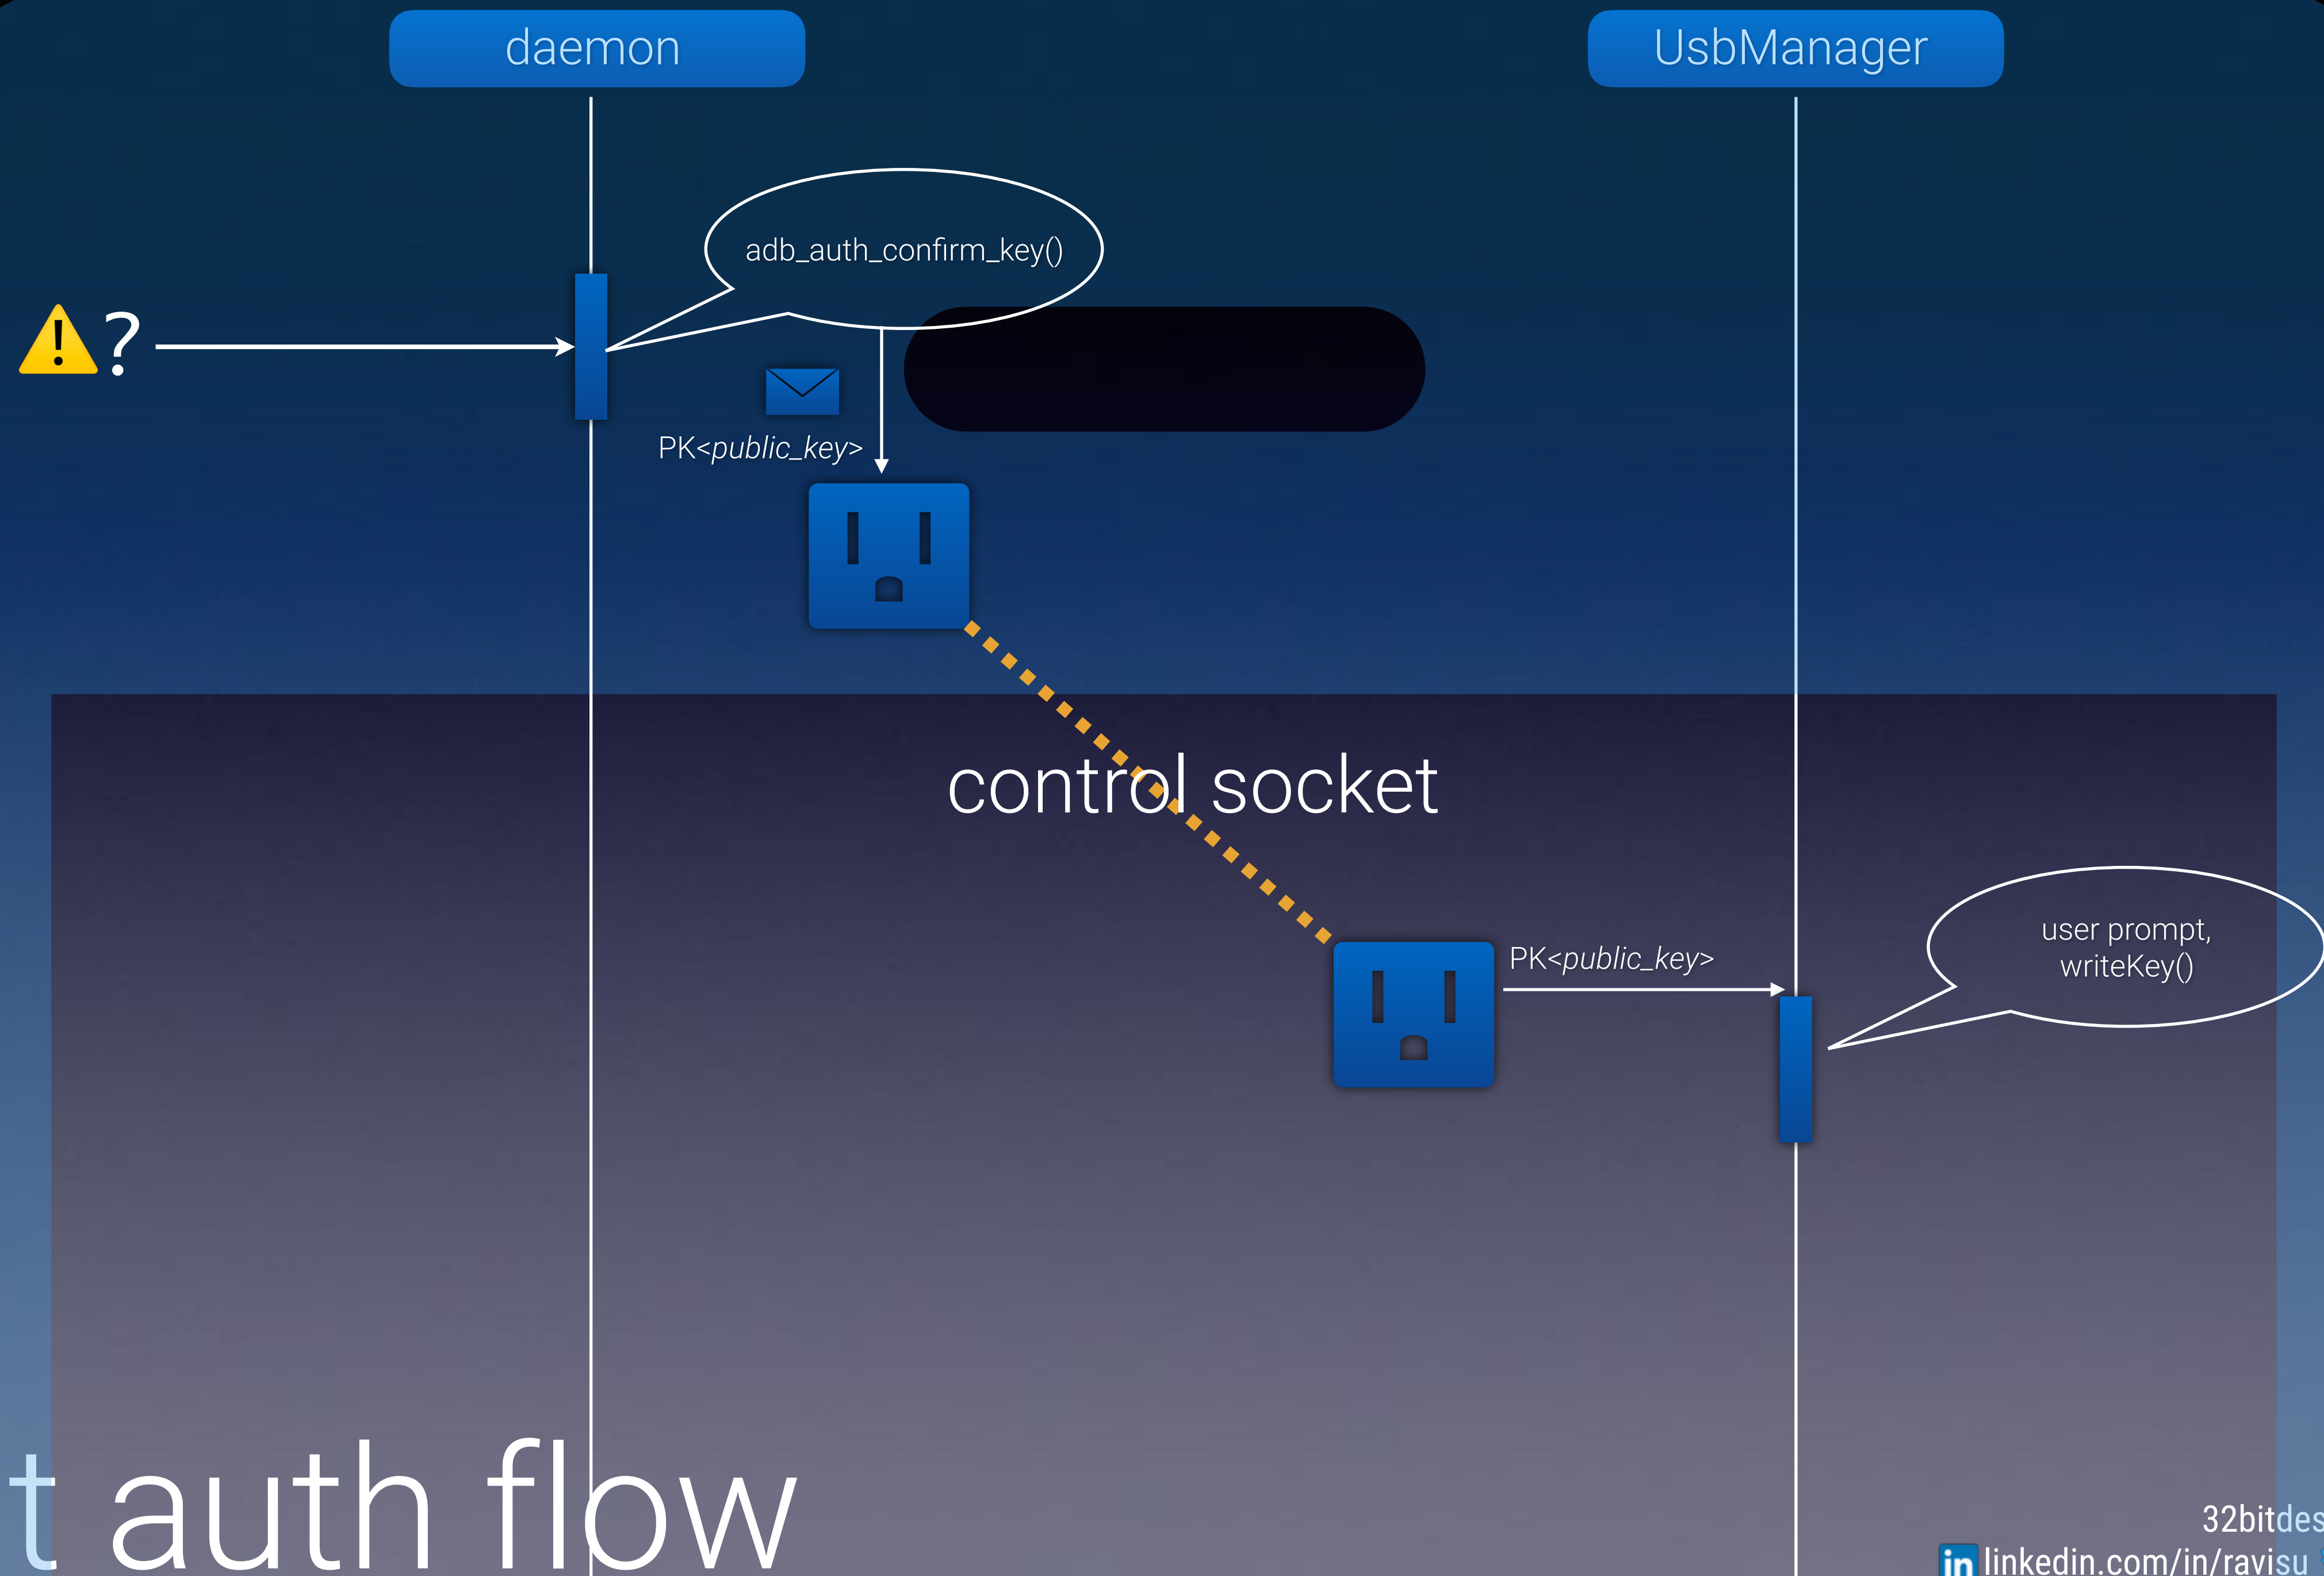 daemon
UsbManager
adb_auth_confirm_key()
?
PK<public_key>
control socket
user prompt,
writeKey()
PK<public_key>
t auth flow
32bitdes
in linkedin.com/in/ravisu